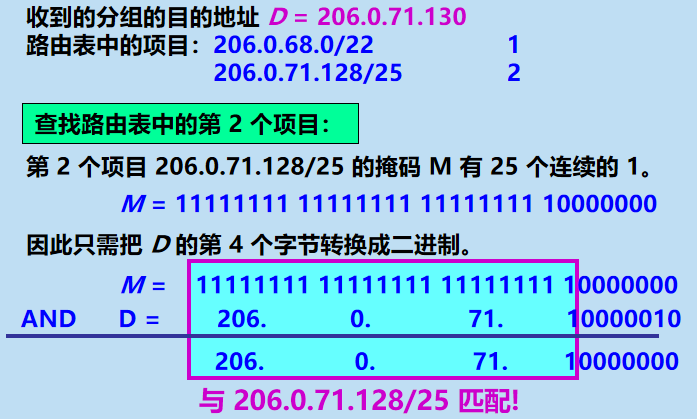 收到的分组的目的地址 D = 206.0.71.130
路由表中的项目：206.0.68.0/22 1
206.0.71.128/25 2
查找路由表中的第 2 个项目：
第 2 个项目 206.0.71.128/25 的掩码 M 有 25 个连续的 1。
M = 11111111 11111111 11111111 10000000
因此只需把 D 的第 4 个字节转换成二进制。
M = 11111111 11111111 11111111 10000000
AND D = 206. 0. 71. 10000010
206. 0. 71. 10000000
与 206.0.71.128/25 匹配!